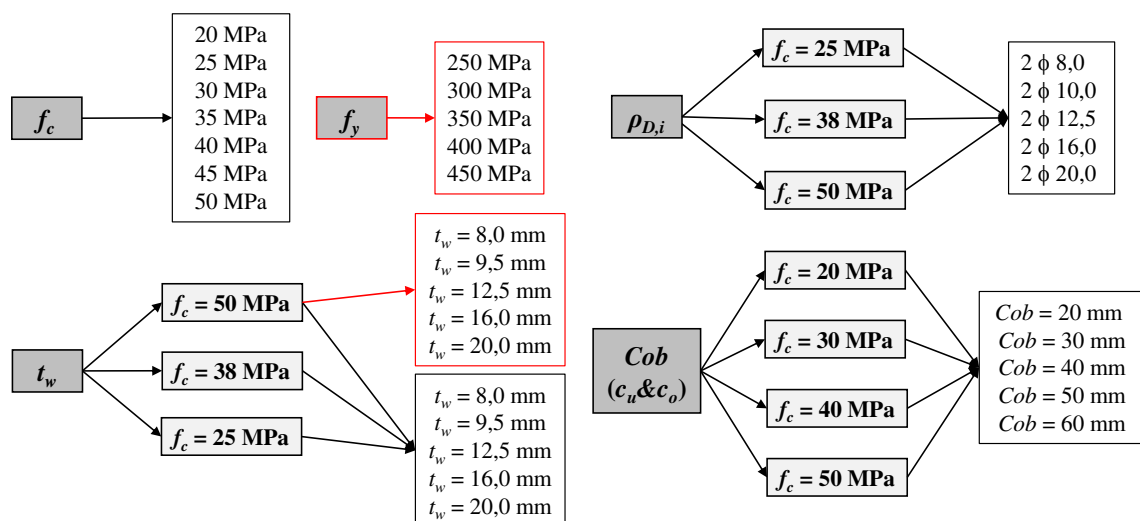 f_c
20 MPa
25 MPa
30 MPa
35 MPa
40 MPa
45 MPa
50 MPa
f_y
250 MPa
300 MPa
350 MPa
400 MPa
450 MPa
ρ_{D,i}
f_c = 25 MPa
f_c = 38 MPa
f_c = 50 MPa
2 ϕ 8,0
2 ϕ 10,0
2 ϕ 12,5
2 ϕ 16,0
2 ϕ 20,0
t_w
f_c = 50 MPa
f_c = 38 MPa
f_c = 25 MPa
t_w = 8,0 mm
t_w = 9,5 mm
t_w = 12,5 mm
t_w = 16,0 mm
t_w = 20,0 mm
t_w = 8,0 mm
t_w = 9,5 mm
t_w = 12,5 mm
t_w = 16,0 mm
t_w = 20,0 mm
Cob
(c_u&c_o)
f_c = 20 MPa
f_c = 30 MPa
f_c = 40 MPa
f_c = 50 MPa
Cob = 20 mm
Cob = 30 mm
Cob = 40 mm
Cob = 50 mm
Cob = 60 mm